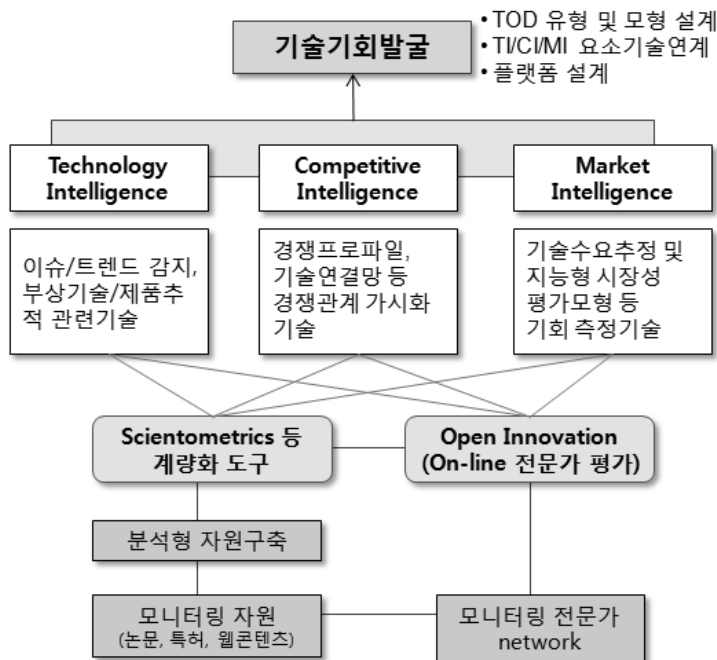 기술기회발굴
• TOD 유형 및 모형 설계
• TI/CI/MI 요소기술연계
• 플랫폼 설계
Technology
Intelligence
Competitive
Intelligence
Market
Intelligence
이슈/트렌드 감지,
부상기술/제품추
적 관련기술
경쟁프로파일,
기술연결망 등
경쟁관계 가시화
기술
기술수요추정 및
지능형 시장성
평가모형 등
기회 측정기술
Scientometrics 등
계량화 도구
Open Innovation
(On-line 전문가 평가)
분석형 자원구축
모니터링 자원
(논문, 특허, 웹콘텐츠)
모니터링 전문가
network